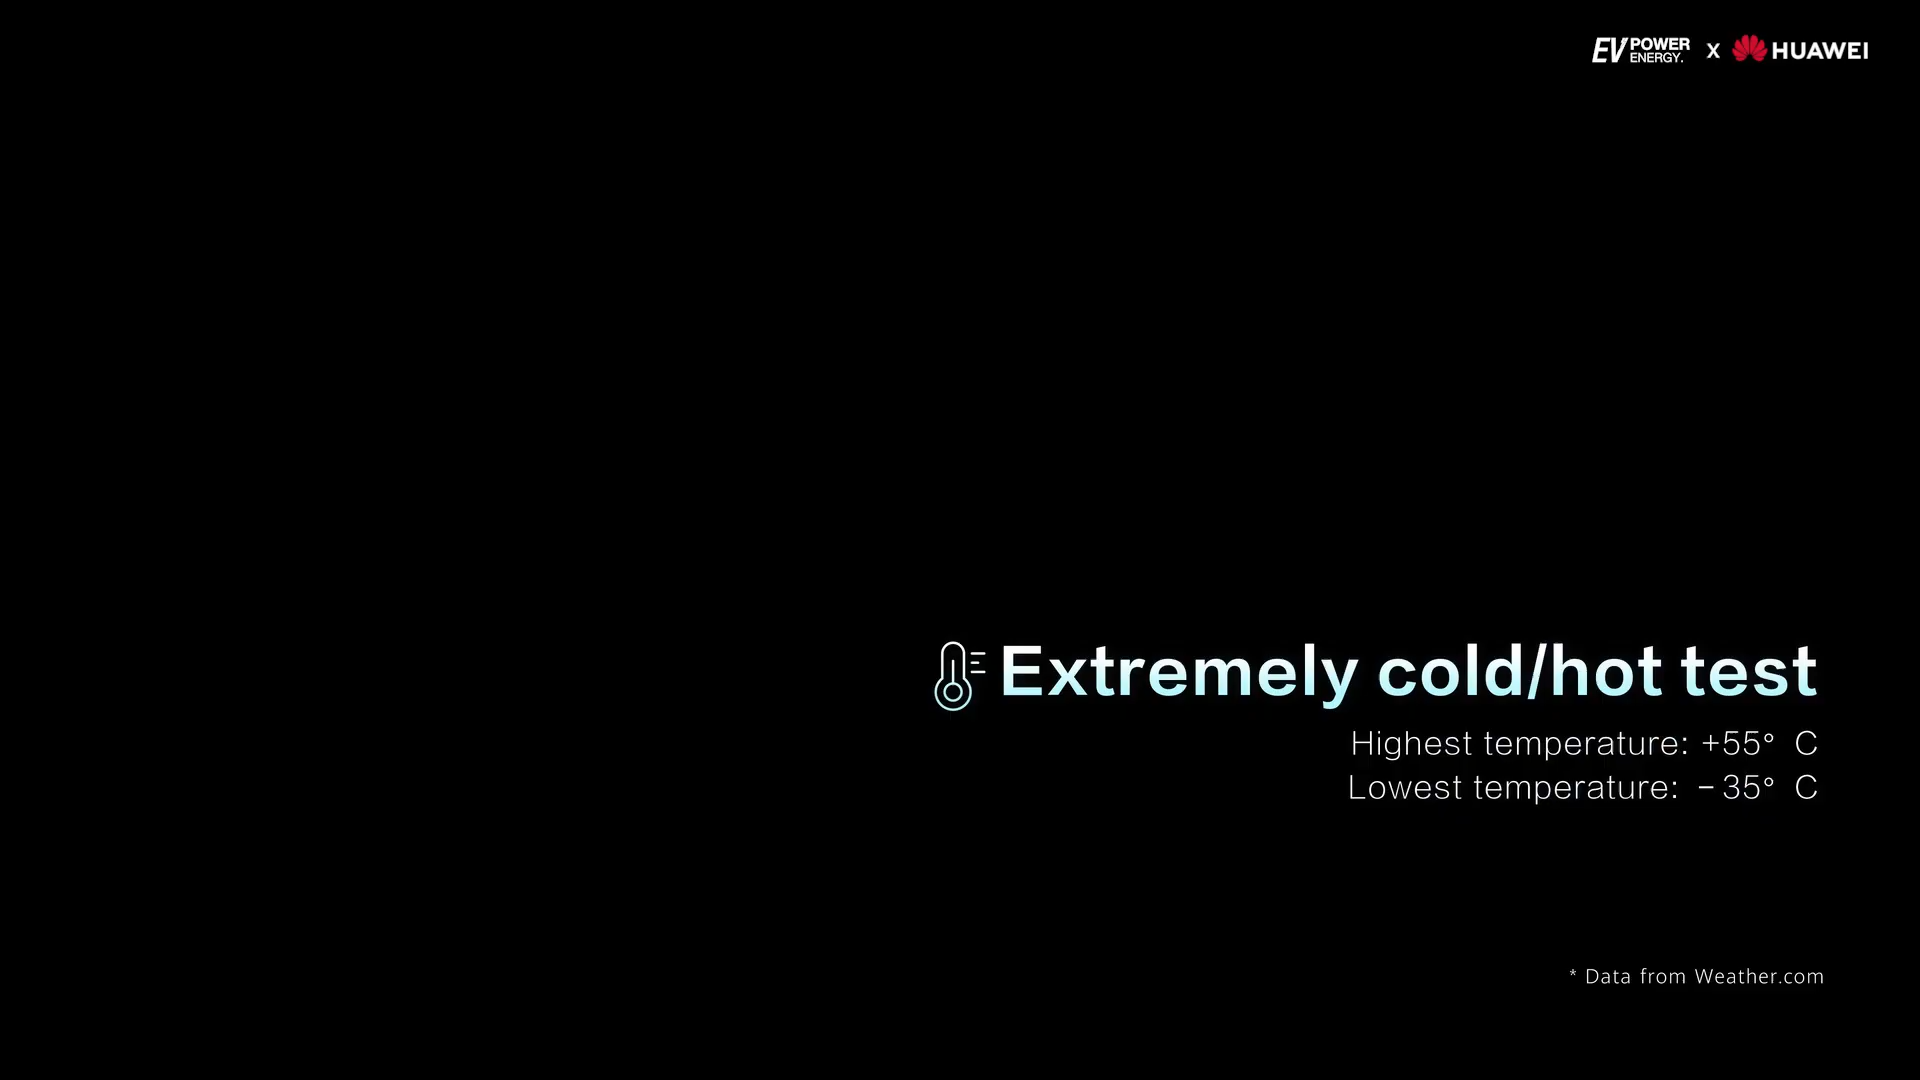 EV POWER ENERGY. X HUAWEI
Extremely cold/hot test
Highest temperature: +55° C
Lowest temperature: -35° C
* Data from Weather.com